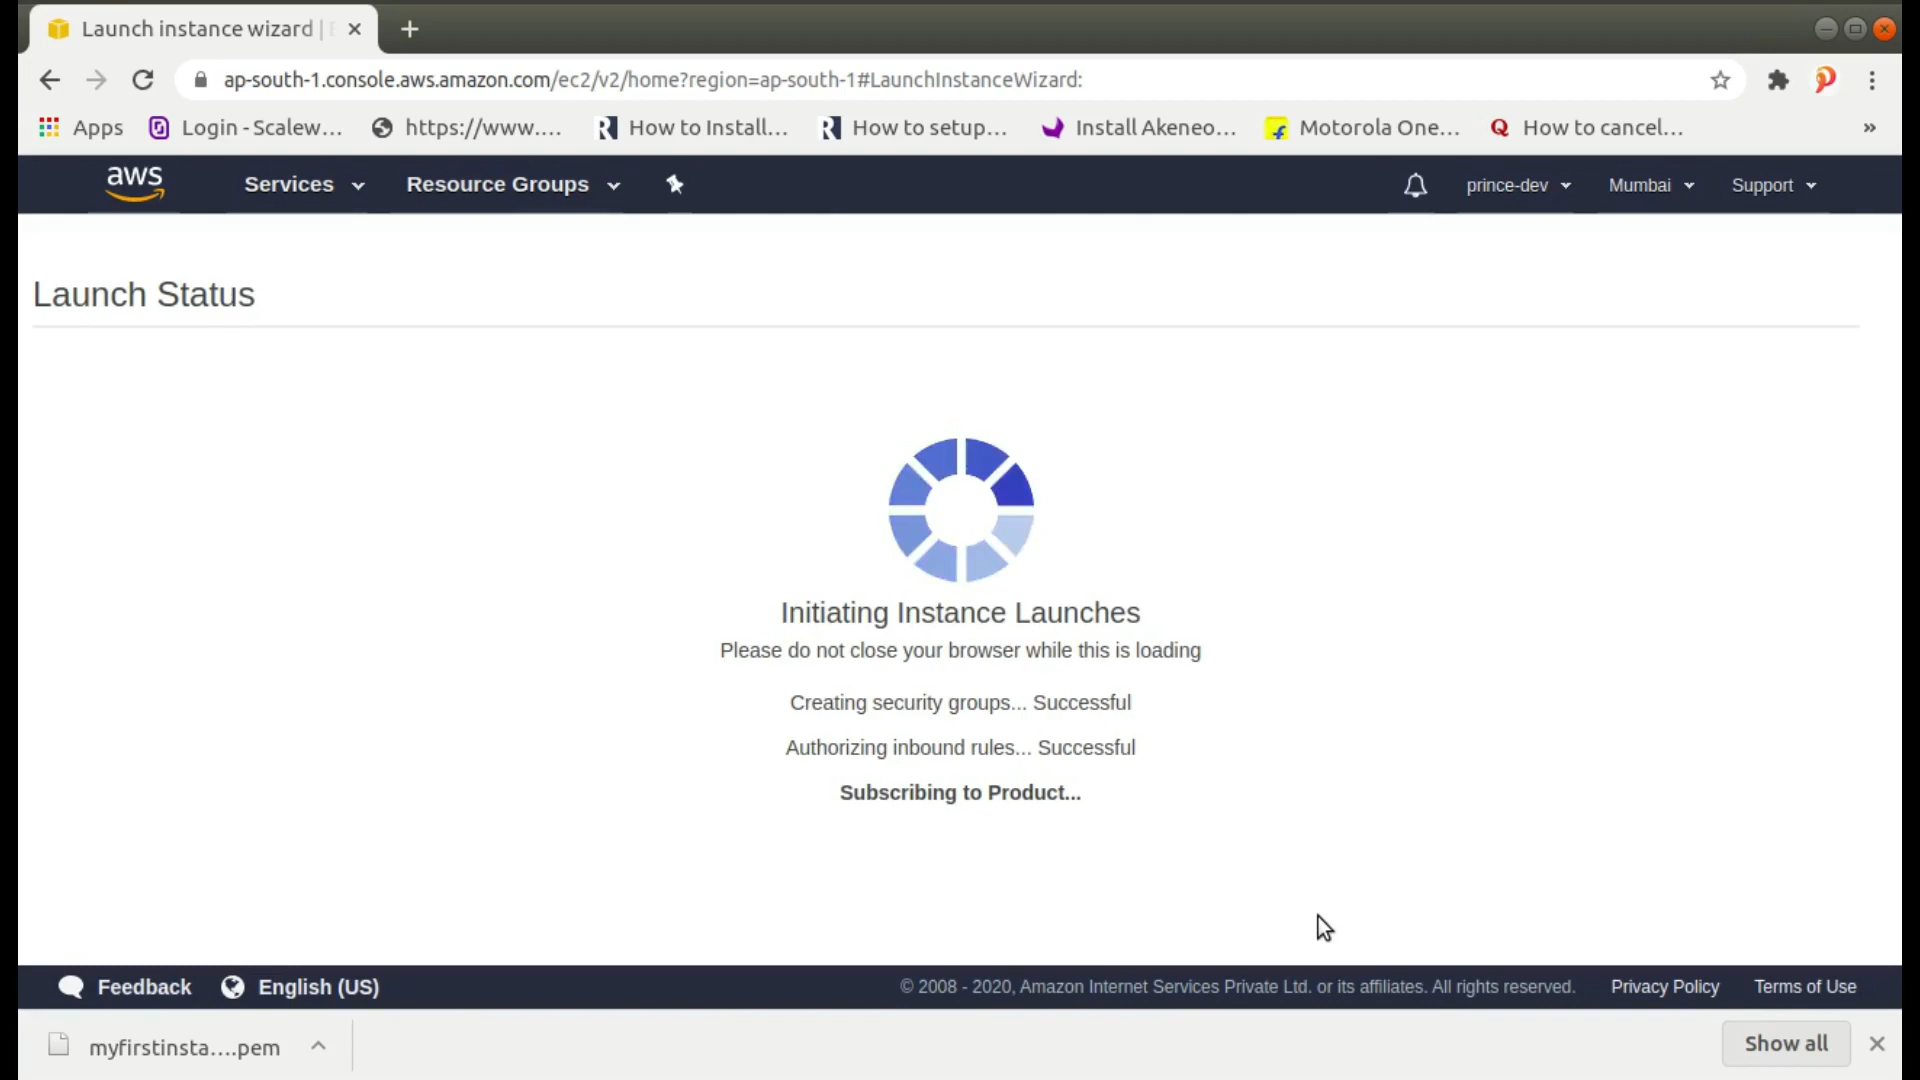 Launch instance wizard |
ap-south-1.console.aws.amazon.com/ec2/v2/home?region=ap-south-1#LaunchInstanceWizard:
Apps Login - Scalew... https://www.... How to Install... How to setup... Install Akeneo... Motorola One... How to cancel... »
aws Services Resource Groups prince-dev Mumbai Support
Launch Status
Initiating Instance Launches
Please do not close your browser while this is loading
Creating security groups... Successful
Authorizing inbound rules... Successful
Subscribing to Product...
Feedback English (US) © 2008 - 2020, Amazon Internet Services Private Ltd. or its affiliates. All rights reserved. Privacy Policy Terms of Use
myfirstinsta....pem Show all